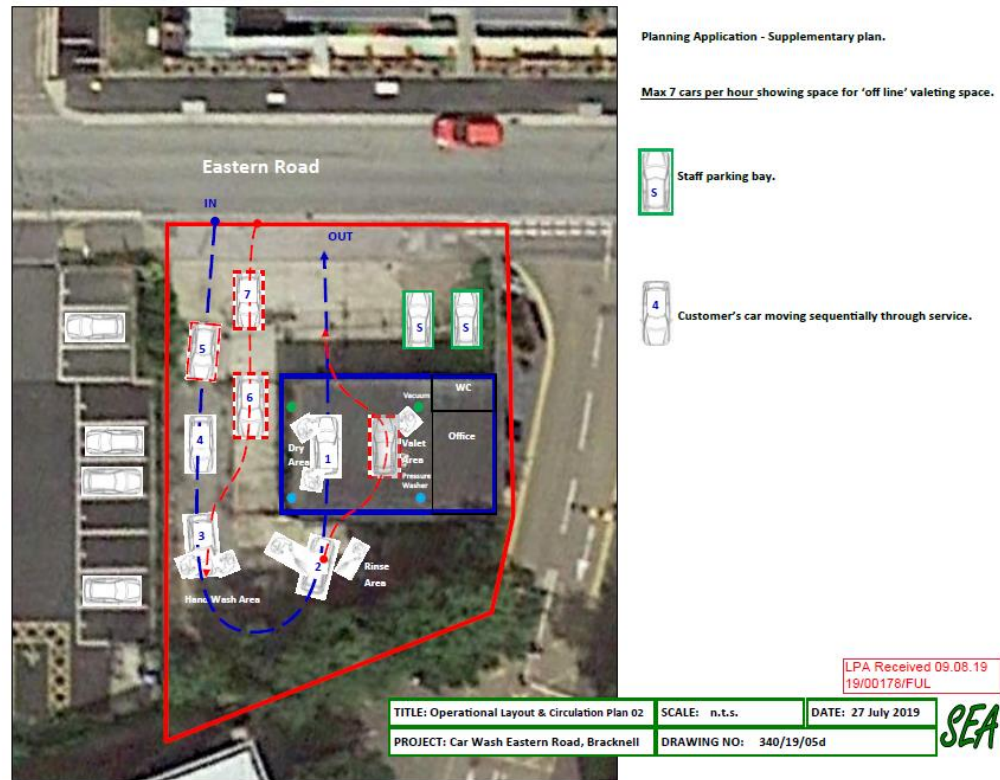 Planning Application - Supplementary plan.
Max 7 cars per hour showing space for 'off line' valeting space.
S
Staff parking bay.
4
Customer's car moving sequentially through service.
Eastern Road
IN
OUT
7
5
S
S
6
4
Vacuum
WC
Dry
Area
1
Valet
Area
Office
Pressure
Washer
3
2
Rinse
Area
Hand Wash Area
LPA Received 09.08.19
19/00178/FUL
TITLE: Operational Layout & Circulation Plan 02
SCALE: n.t.s.
DATE: 27 July 2019
PROJECT: Car Wash Eastern Road, Bracknell
DRAWING NO: 340/19/05d
SEA